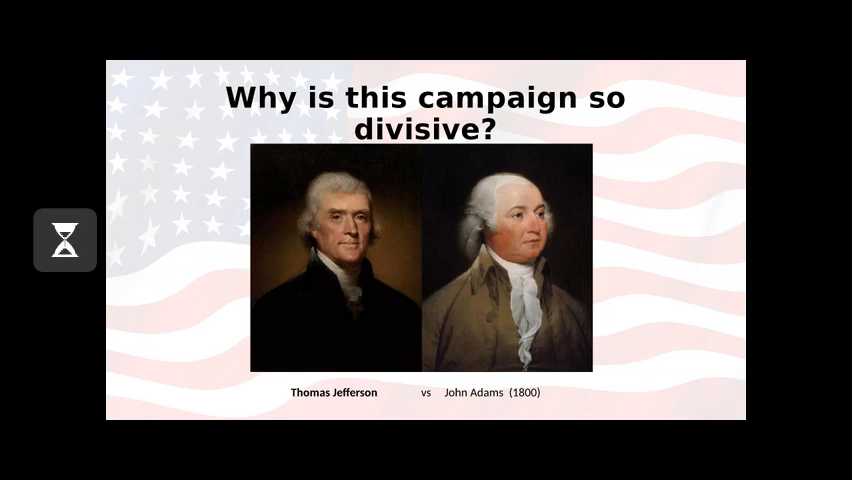 Why is this campaign so
divisive?
Thomas Jefferson vs John Adams (1800)